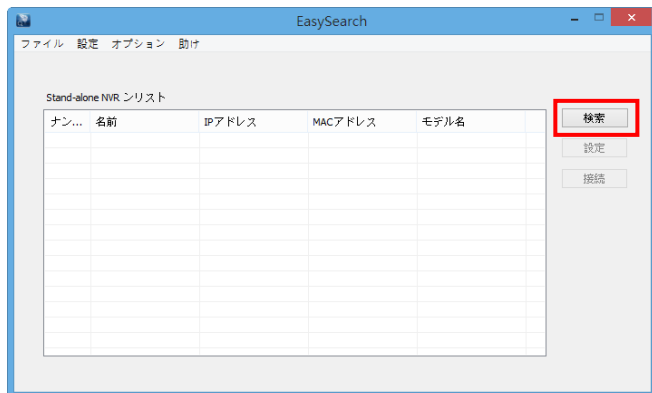 EasySearch
ファイル 設定 オプション 助け
Stand-alone NVR ンリスト
ナン... 名前 IPアドレス MACアドレス モデル名
検索
設定
接続